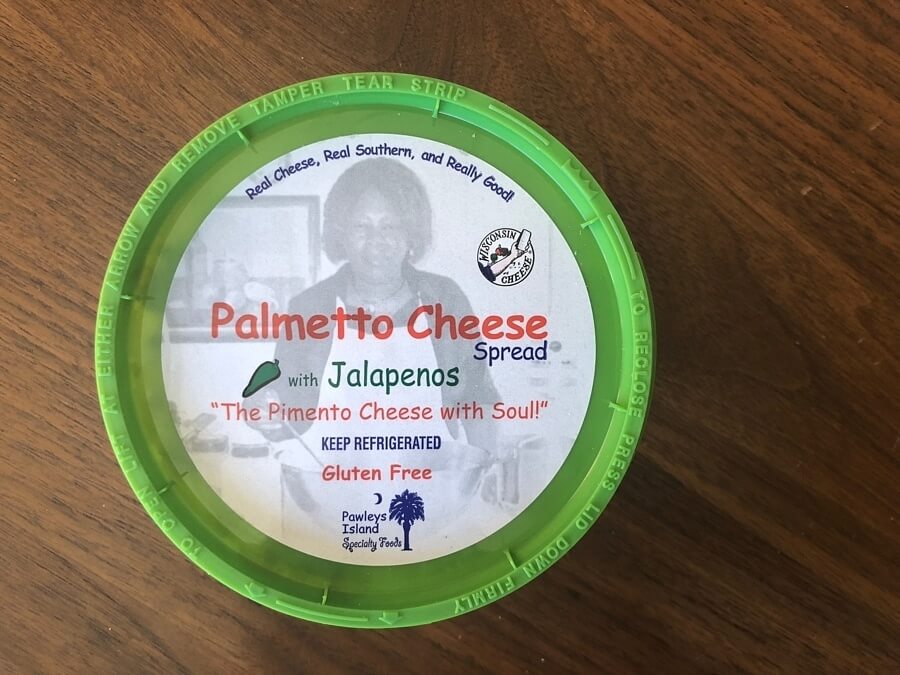 TO OPEN LIFT AT EITHER ARROW AND REMOVE TAMPER TEAR STRIP
TO RECLOSE PRESS LID DOWN FIRMLY
Real Cheese, Real Southern, and Really Good!
WISCONSIN
CHEESE
Palmetto Cheese
Spread
with Jalapenos
"The Pimento Cheese with Soul!"
KEEP REFRIGERATED
Gluten Free
Pawleys
Island
Specialty Foods